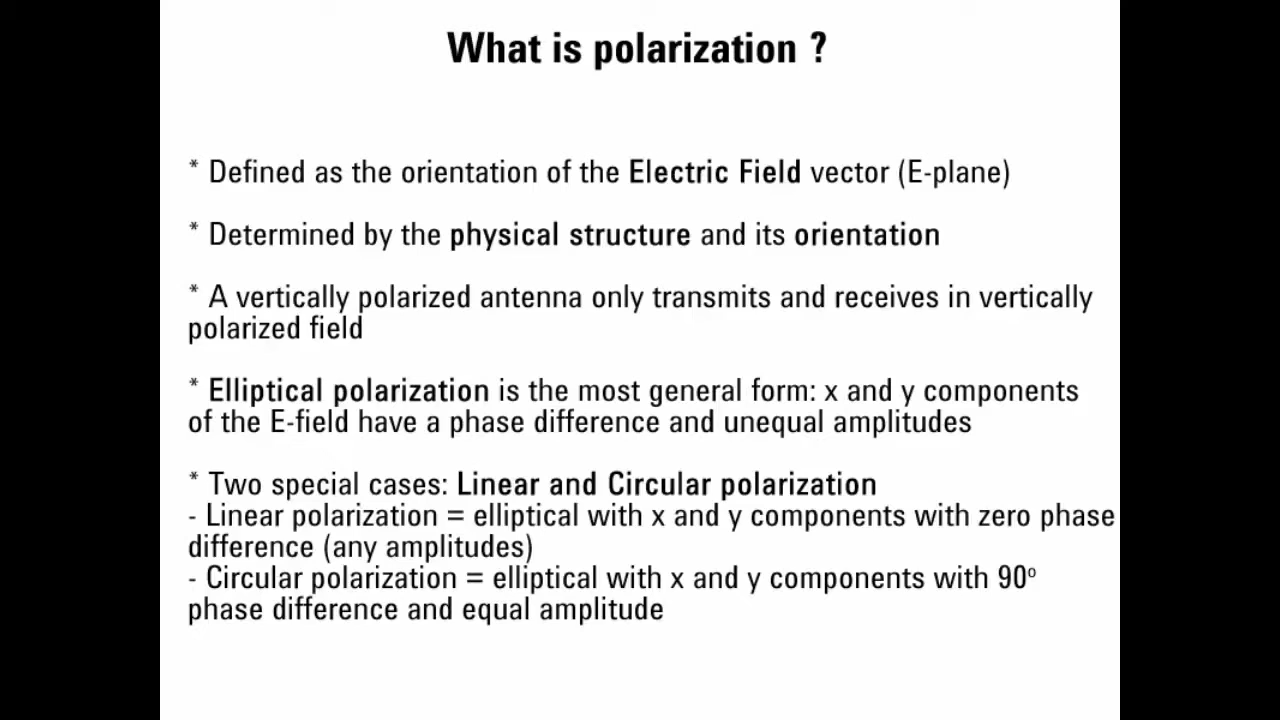 What is polarization ?
* Defined as the orientation of the Electric Field vector (E-plane)
* Determined by the physical structure and its orientation
* A vertically polarized antenna only transmits and receives in vertically
polarized field
* Elliptical polarization is the most general form: x and y components
of the E-field have a phase difference and unequal amplitudes
* Two special cases: Linear and Circular polarization
- Linear polarization = elliptical with x and y components with zero phase
difference (any amplitudes)
- Circular polarization = elliptical with x and y components with 90º
phase difference and equal amplitude